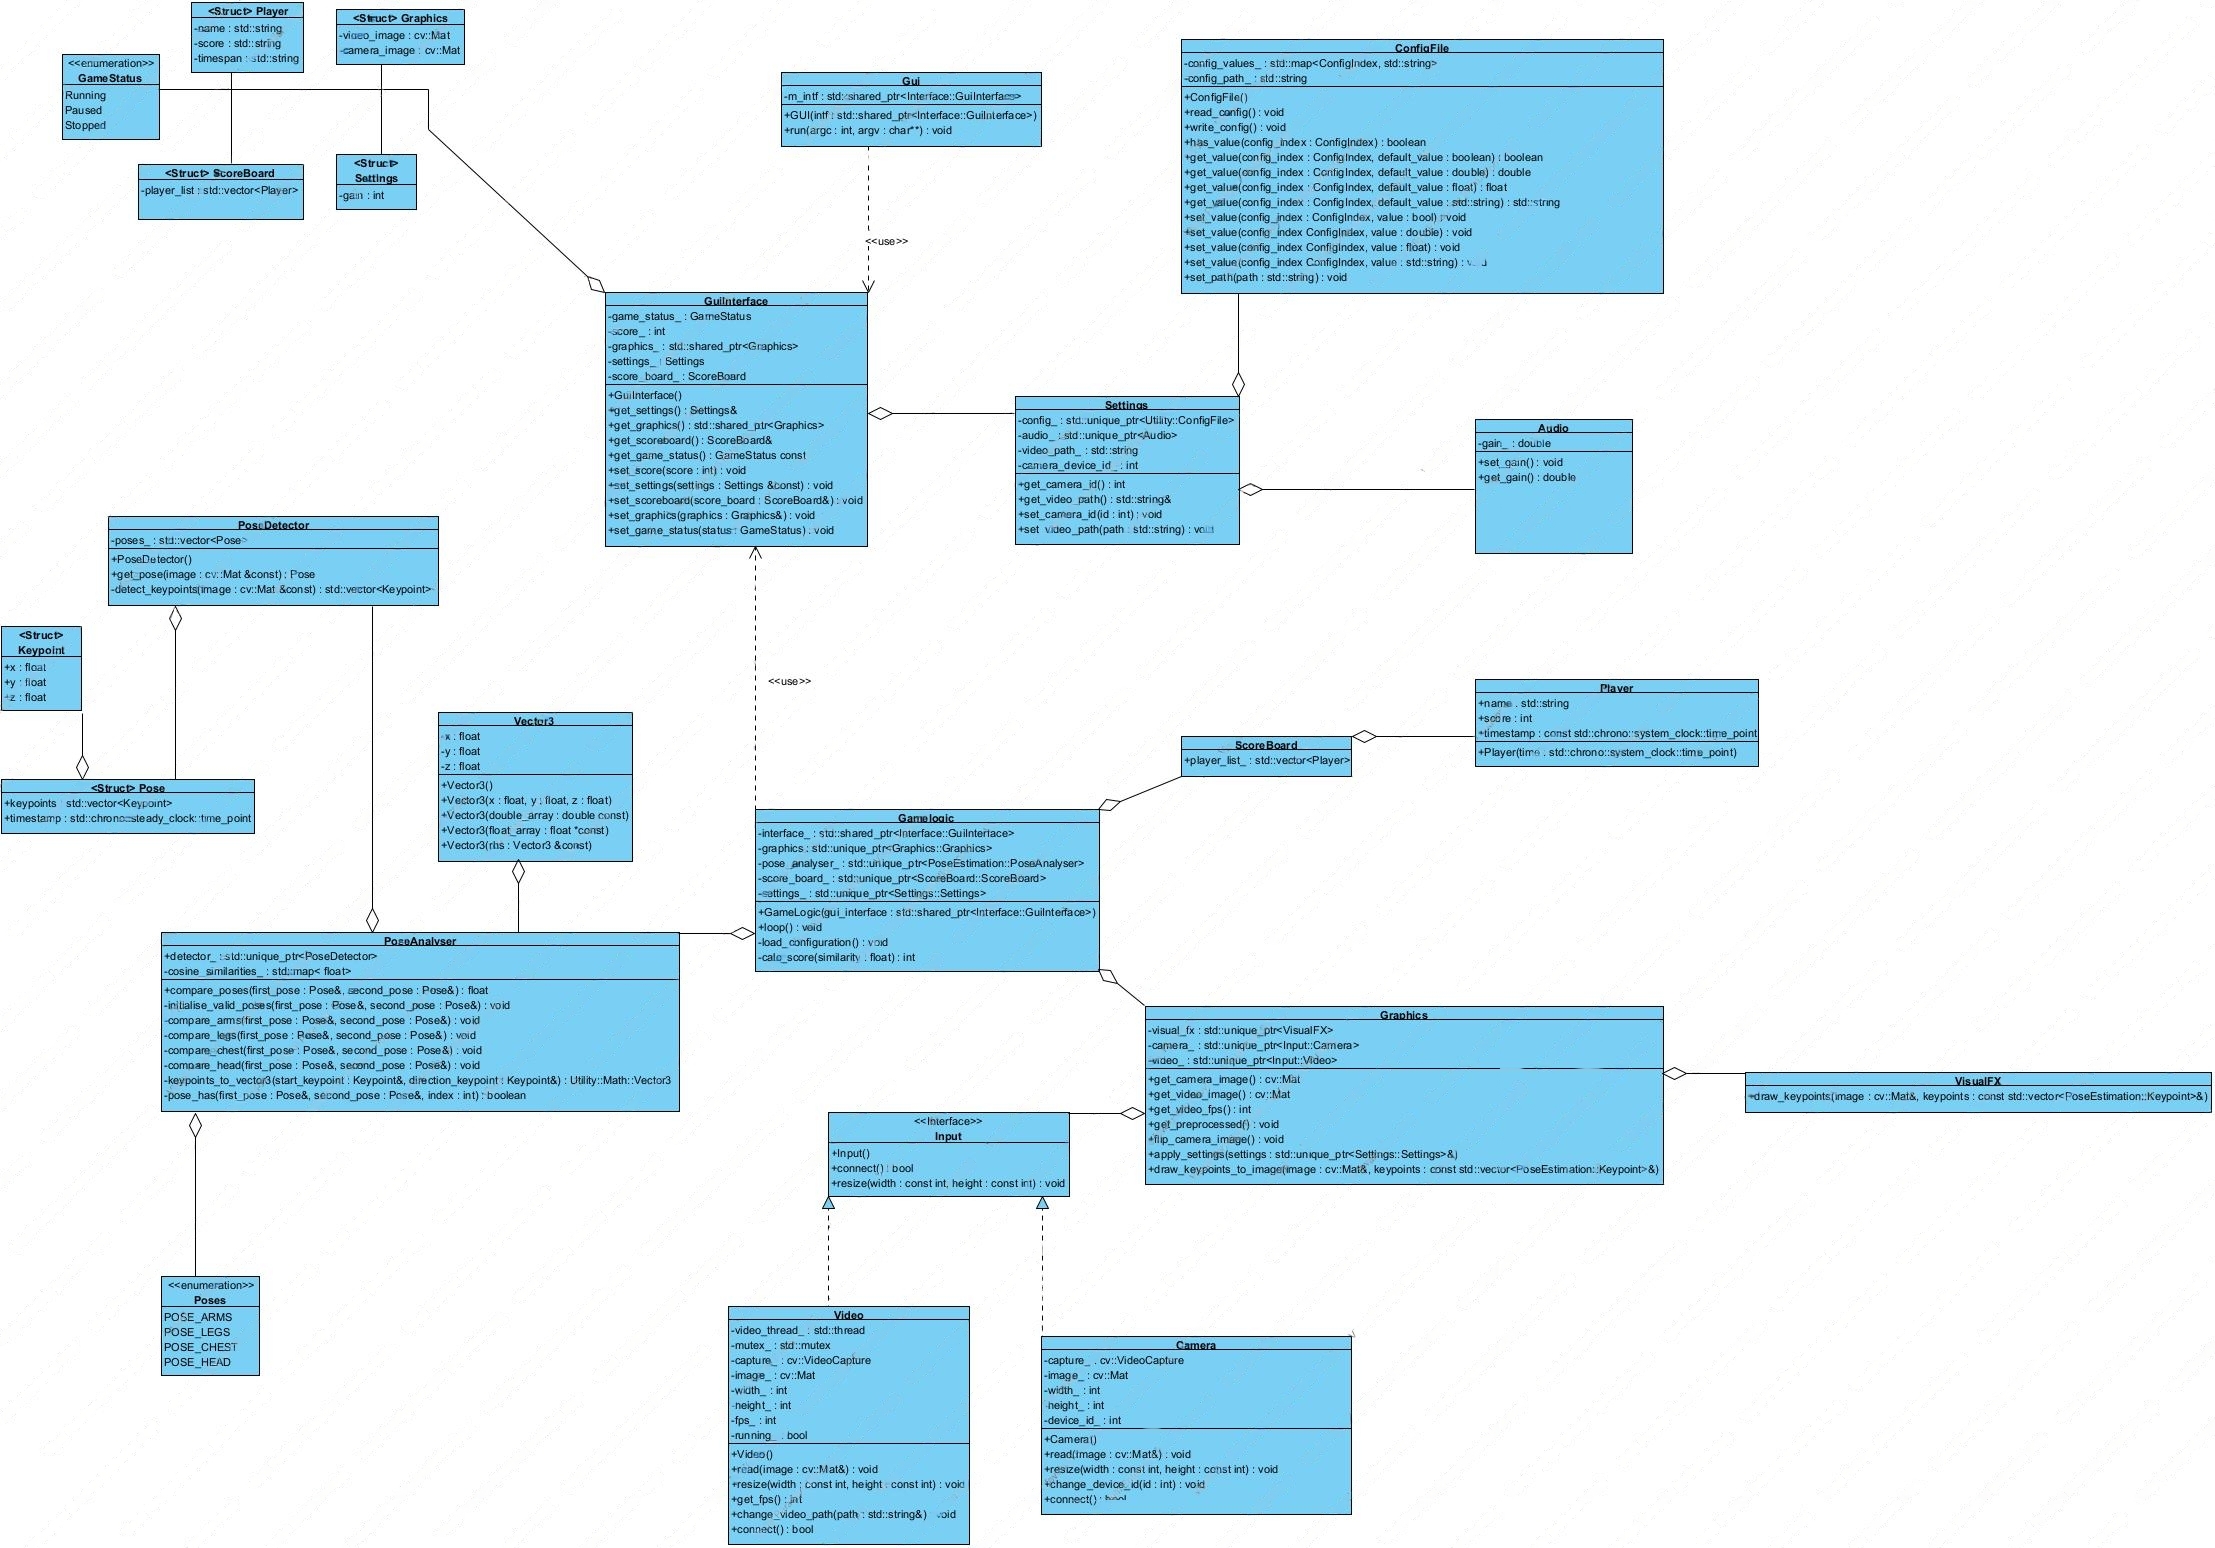 <Struct> Player
-name : std::string
-score : std::string
-timespan : std::string
<Struct> Graphics
-video_image : cv::Mat
-camera_image : cv::Mat
<<enumeration>>
GameStatus
Running
Paused
Stopped
<Struct> ScoreBoard
-player_list : std::vector<Player>
<Struct>
Settings
-gain : int
Gui
-m_intf : std::shared_ptr<Interface::GuiInterface>
+GUI(intf : std::shared_ptr<Interface::GuiInterface>)
+run(argc : int, argv : char**) : void
<<use>>
ConfigFile
-config_values_ : std::map<ConfigIndex, std::string>
-config_path_ : std::string
+ConfigFile()
+read_config() : void
+write_config() : void
+has_value(config_index : ConfigIndex) : boolean
+get_value(config_index : ConfigIndex, default_value : boolean) : boolean
+get_value(config_index : ConfigIndex, default_value : double) : double
+get_value(config_index : ConfigIndex, default_value : float) : float
+get_value(config_index : ConfigIndex, default_value : std::string) : std::string
+set_value(config_index : ConfigIndex, value : bool) : void
+set_value(config_index ConfigIndex, value : double) : void
+set_value(config_index ConfigIndex, value : float) : void
+set_value(config_index ConfigIndex, value : std::string) : void
+set_path(path : std::string) : void
GuiInterface
-game_status_ : GameStatus
-score_ : int
-graphics_ : std::shared_ptr<Graphics>
-settings_ : Settings
-score_board_ : ScoreBoard
+GuiInterface()
+get_settings() : Settings&
+get_graphics() : std::shared_ptr<Graphics>
+get_scoreboard() : ScoreBoard&
+get_game_status() : GameStatus const
+set_score(score : int) : void
+set_settings(settings : Settings &const) : void
+set_scoreboard(score_board : ScoreBoard&) : void
+set_graphics(graphics : Graphics&) : void
+set_game_status(status : GameStatus) : void
Settings
-config_ : std::unique_ptr<Utility::ConfigFile>
-audio_ : std::unique_ptr<Audio>
-video_path_ : std::string
-camera_device_id_ : int
+get_camera_id() : int
+get_video_path() : std::string&
+set_camera_id(id : int) : void
+set_video_path(path : std::string) : void
Audio
-gain_ : double
+set_gain() : void
+get_gain() : double
PoseDetector
-poses_ : std::vector<Pose>
+PoseDetector()
+get_pose(image : cv::Mat &const) : Pose
-detect_keypoints(image : cv::Mat &const) : std::vector<Keypoint>
<Struct>
Keypoint
+x : float
+y : float
+z : float
<<use>>
<Struct> Pose
+keypoints : std::vector<Keypoint>
+timestamp : std::chrono::steady_clock::time_point
Vector3
-x : float
-y : float
-z : float
+Vector3()
+Vector3(x : float, y : float, z : float)
+Vector3(double_array : double const)
+Vector3(float_array : float *const)
+Vector3(rhs : Vector3 &const)
Player
+name : std::string
+score : int
+timestamp : const std::chrono::system_clock::time_point
+Player(time : std::chrono::system_clock::time_point)
ScoreBoard
+player_list_ : std::vector<Player>
Gamelogic
-interface_ : std::shared_ptr<Interface::GuiInterface>
-graphics : std::unique_ptr<Graphics::Graphics>
-pose_analyser_ : std::unique_ptr<PoseEstimation::PoseAnalyser>
-score_board_ : std::unique_ptr<ScoreBoard::ScoreBoard>
-settings_ : std::unique_ptr<Settings::Settings>
+GameLogic(gui_interface : std::shared_ptr<Interface::GuiInterface>)
+loop() : void
-load_configuration() : void
-calc_score(similarity : float) : int
PoseAnalyser
+detector_ : std::unique_ptr<PoseDetector>
-cosine_similarities_ : std::map< float>
+compare_poses(first_pose : Pose&, second_pose : Pose&) : float
-initialise_valid_poses(first_pose : Pose&, second_pose : Pose&) : void
-compare_arms(first_pose : Pose&, second_pose : Pose&) : void
-compare_legs(first_pose : Pose&, second_pose : Pose&) : void
-compare_chest(first_pose : Pose&, second_pose : Pose&) : void
-compare_head(first_pose : Pose&, second_pose : Pose&) : void
-keypoints_to_vector3(start_keypoint : Keypoint&, direction_keypoint : Keypoint&) : Utility::Math::Vector3
-pose_has(first_pose : Pose&, second_pose : Pose&, index : int) : boolean
Graphics
-visual_fx : std::unique_ptr<VisualFX>
-camera_ : std::unique_ptr<Input::Camera>
-video_ : std::unique_ptr<Input::Video>
+get_camera_image() : cv::Mat
+get_video_image() : cv::Mat
+get_video_fps() : int
+get_preprocessed() : void
+flip_camera_image() : void
+apply_settings(settings : std::unique_ptr<Settings::Settings>&)
+draw_keypoints_to_image(image : cv::Mat&, keypoints : const std::vector<PoseEstimation::Keypoint>&)
VisualFX
+draw_keypoints(image : cv::Mat&, keypoints : const std::vector<PoseEstimation::Keypoint>&)
<<Interface>>
Input
+Input()
+connect() : bool
+resize(width : const int, height : const int) : void
<<enumeration>>
Poses
POSE_ARMS
POSE_LEGS
POSE_CHEST
POSE_HEAD
Video
-video_thread_ : std::thread
-mutex_ : std::mutex
-capture_ : cv::VideoCapture
-image_ : cv::Mat
-width_ : int
-height_ : int
-fps_ : int
-running_ : bool
+Video()
+read(image : cv::Mat&) : void
+resize(width : const int, height : const int) : void
+get_fps() : int
+change_video_path(path : std::string&) : void
+connect() : bool
Camera
-capture_ : cv::VideoCapture
-image_ : cv::Mat
-width_ : int
-height_ : int
-device_id_ : int
+Camera()
+read(image : cv::Mat&) : void
+resize(width : const int, height : const int) : void
+change_device_id(id : int) : void
+connect() : bool